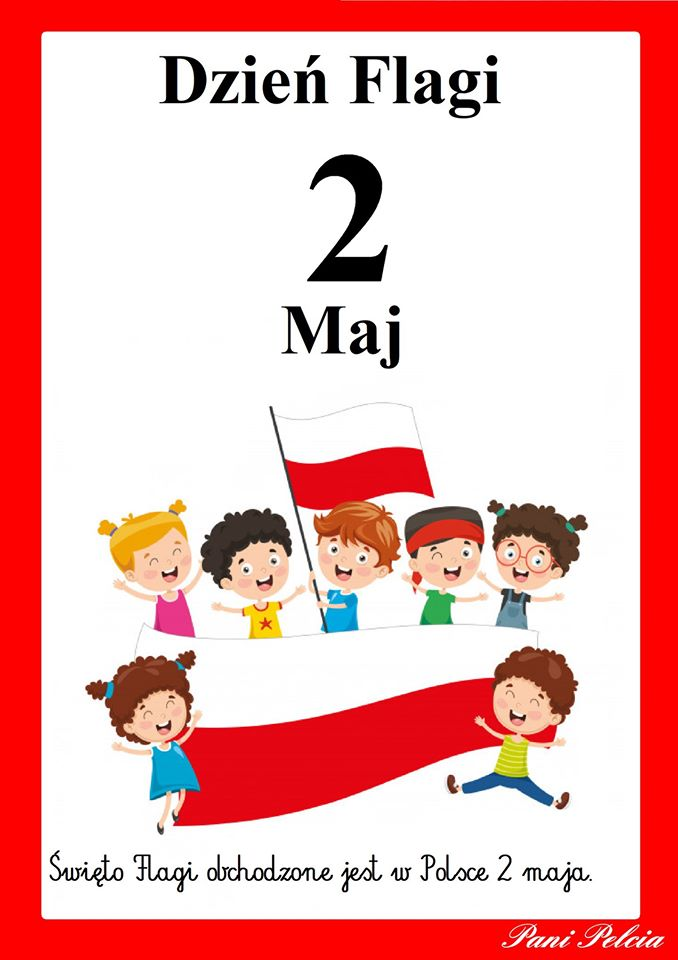 Dzień Flagi
2
Maj
Święto Flagi obchodzone jest w Polsce 2 maja.
Pani Pelcia